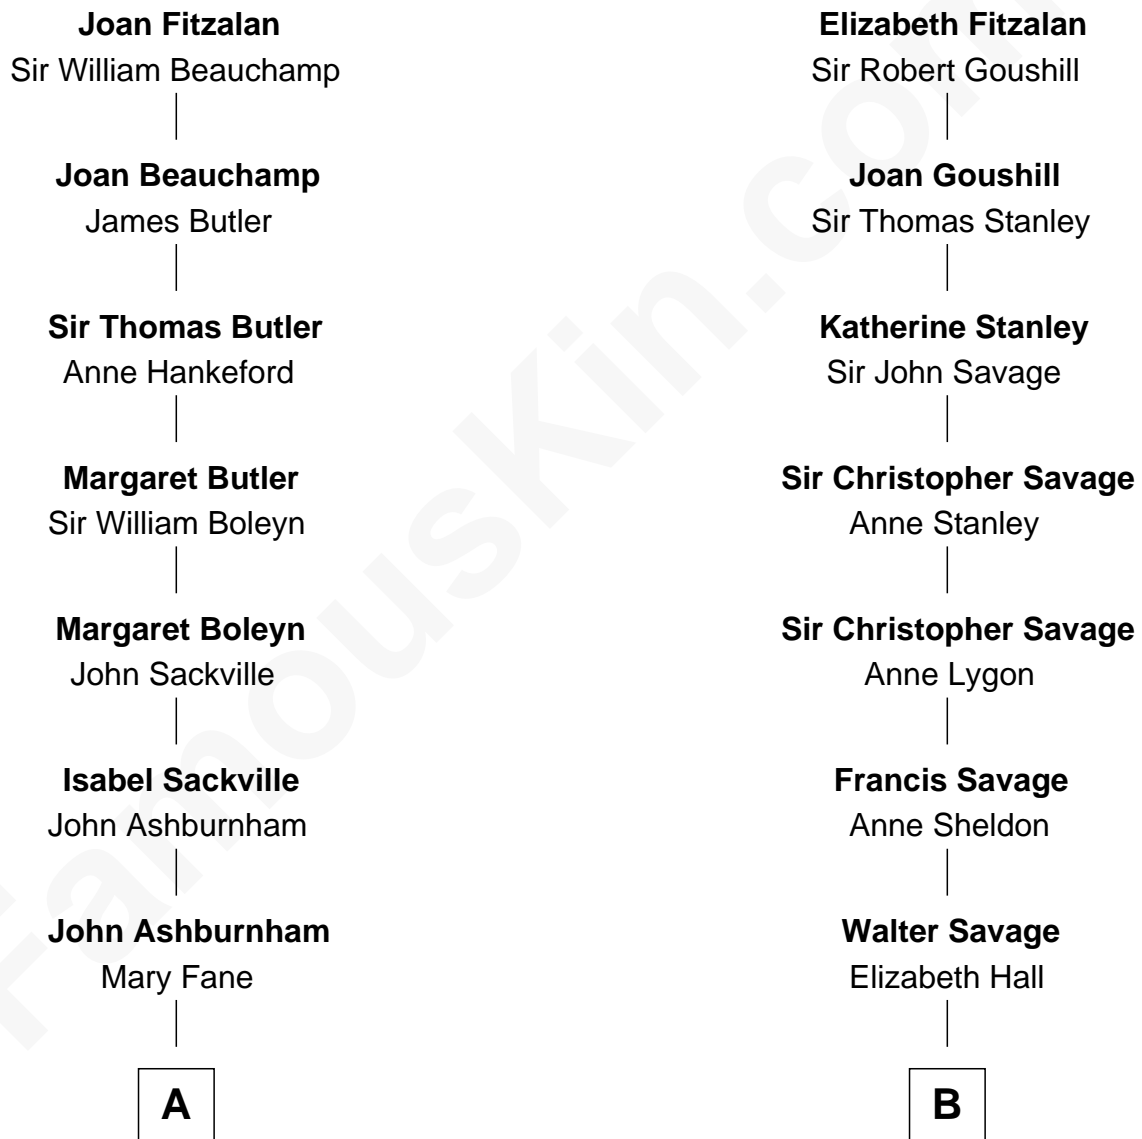 Joan Fitzalan
Sir William Beauchamp
Joan Beauchamp
James Butler
Sir Thomas Butler
Anne Hankeford
Margaret Butler
Sir William Boleyn
Margaret Boleyn
John Sackville
Isabel Sackville
John Ashburnham
John Ashburnham
Mary Fane
A
Elizabeth Fitzalan
Sir Robert Goushill
Joan Goushill
Sir Thomas Stanley
Katherine Stanley
Sir John Savage
Sir Christopher Savage
Anne Stanley
Sir Christopher Savage
Anne Lygon
Francis Savage
Anne Sheldon
Walter Savage
Elizabeth Hall
B
FamousKin.com